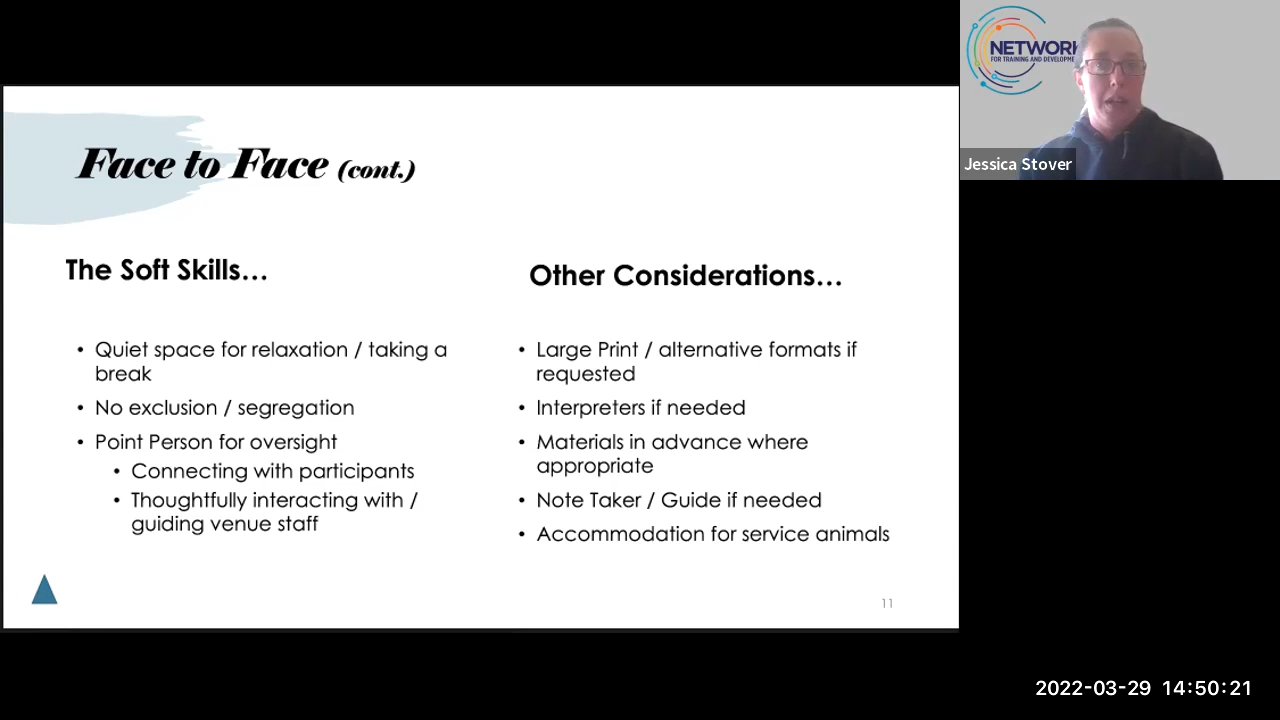 NETWORK
FOR TRAINING AND DEVELOPME
Jessica Stover
Face to Face (cont.)
The Soft Skills...
• Quiet space for relaxation / taking a
break
• No exclusion / segregation
• Point Person for oversight
• Connecting with participants
• Thoughtfully interacting with /
guiding venue staff
Other Considerations...
• Large Print / alternative formats if
requested
• Interpreters if needed
• Materials in advance where
appropriate
• Note Taker / Guide if needed
• Accommodation for service animals
11
2022-03-29 14:50:21